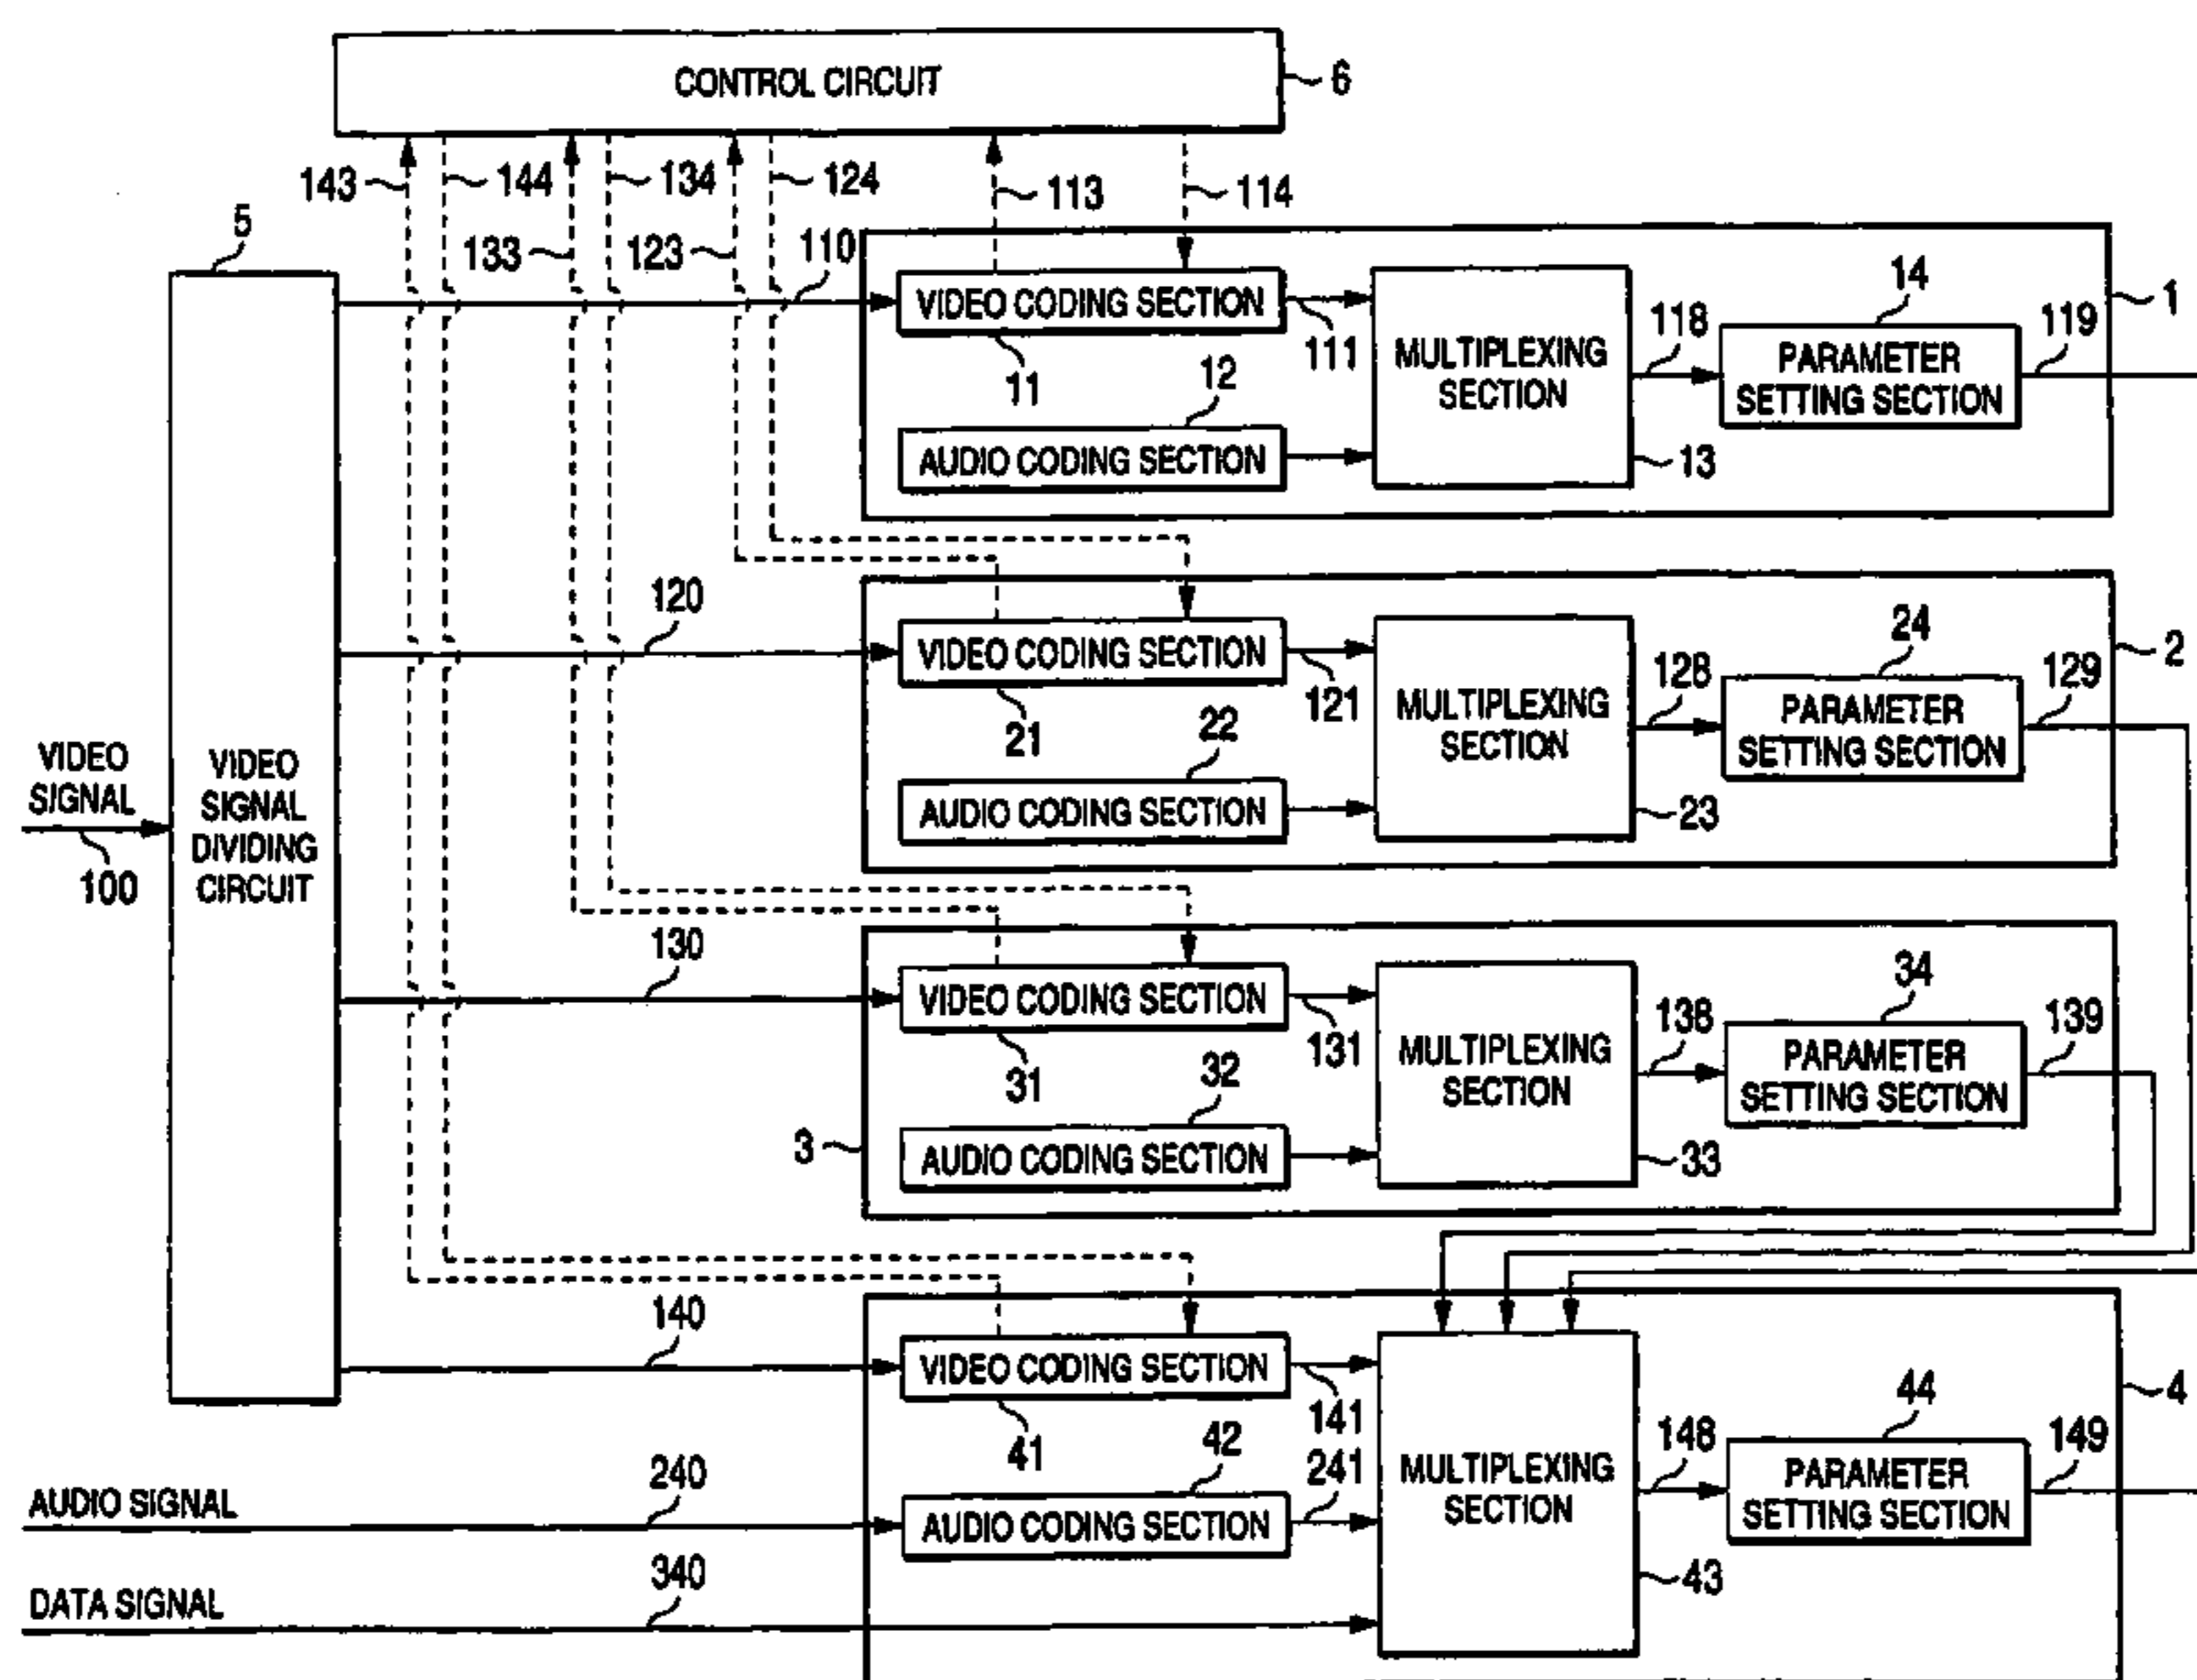 CONTROL CIRCUIT
6
143
144
134
124
113
114
133
123
110
5
VIDEO CODING SECTION
111
11
12
AUDIO CODING SECTION
MULTIPLEXING
SECTION
13
118
14
PARAMETER
SETTING SECTION
119
1
120
VIDEO CODING SECTION
121
21
22
AUDIO CODING SECTION
MULTIPLEXING
SECTION
23
128
24
PARAMETER
SETTING SECTION
129
2
VIDEO
SIGNAL
100
VIDEO
SIGNAL
DIVIDING
CIRCUIT
130
VIDEO CODING SECTION
131
31
32
AUDIO CODING SECTION
3
MULTIPLEXING
SECTION
33
138
34
PARAMETER
SETTING SECTION
139
140
VIDEO CODING SECTION
141
41
42
241
AUDIO CODING SECTION
MULTIPLEXING
SECTION
43
148
44
PARAMETER
SETTING SECTION
149
4
AUDIO SIGNAL
240
DATA SIGNAL
340